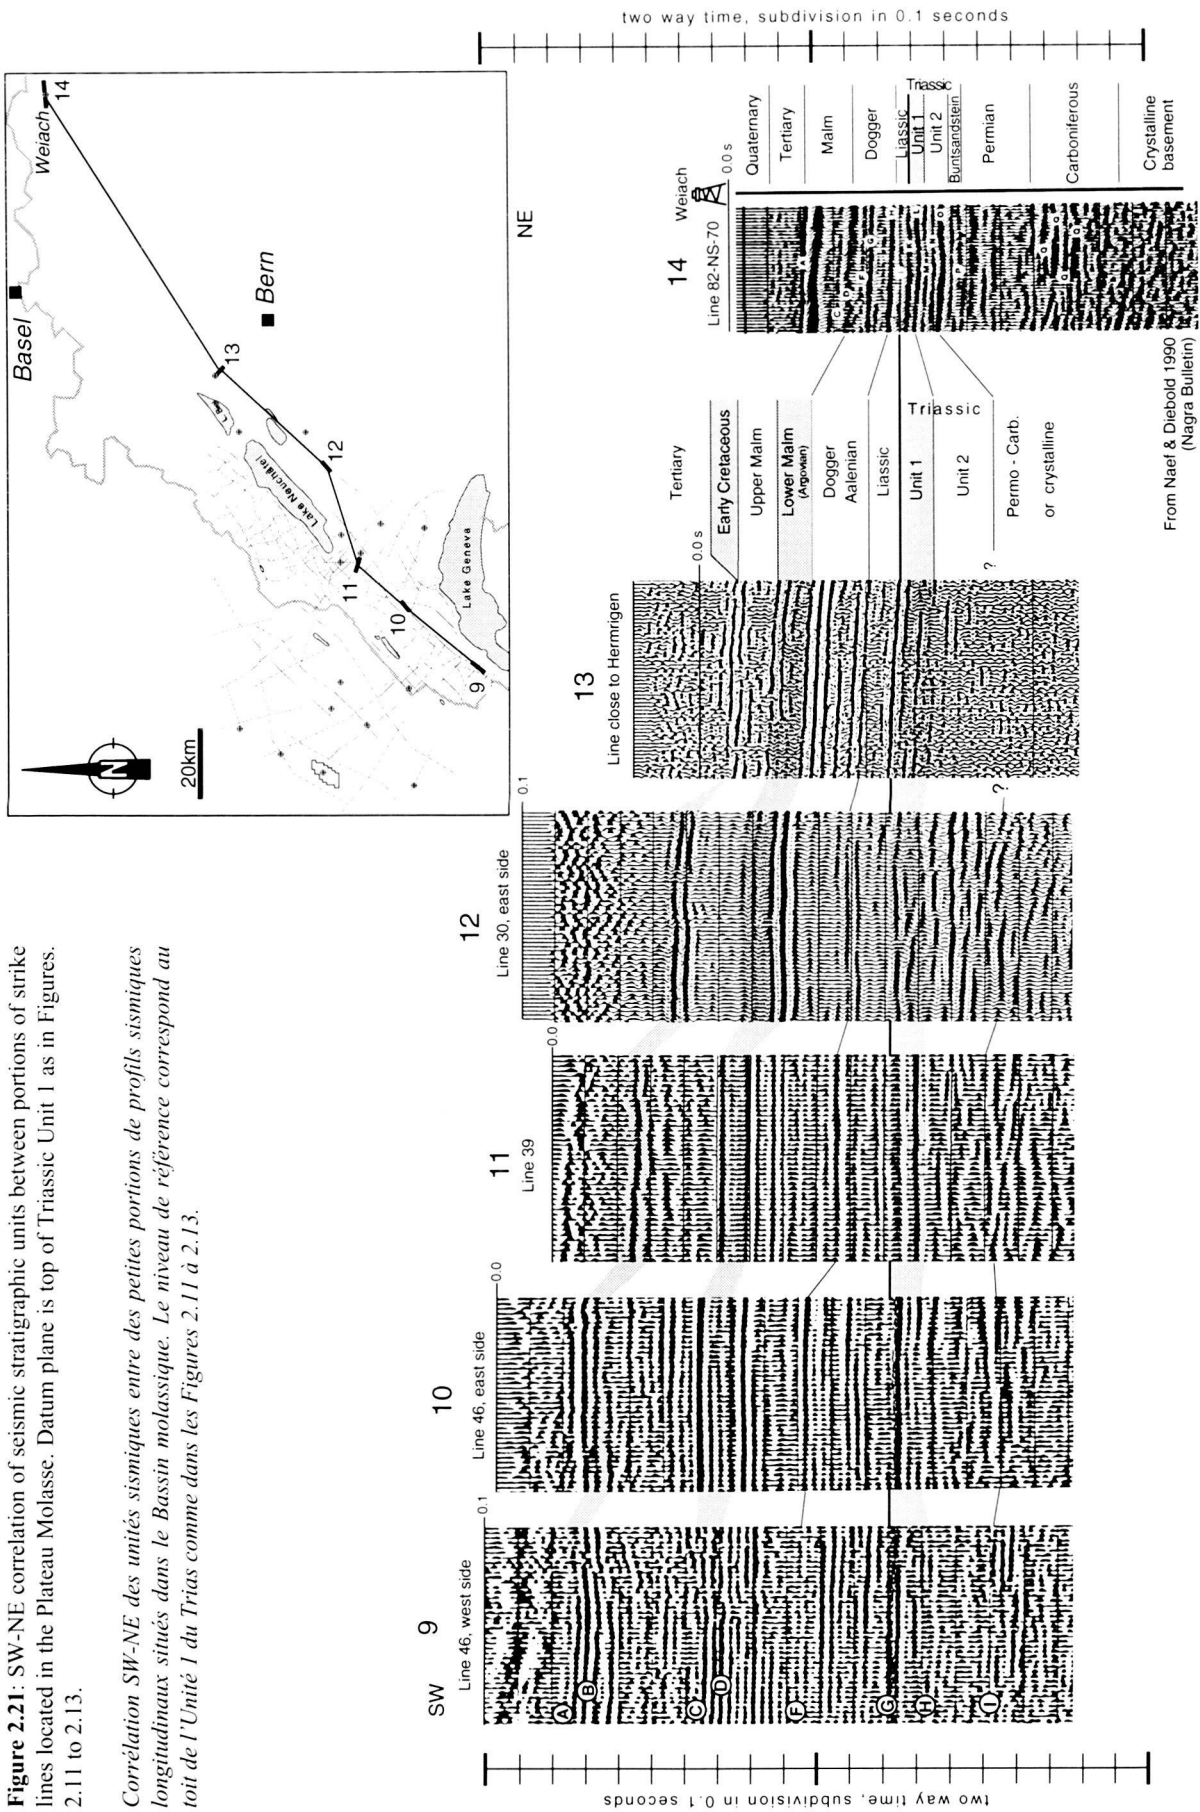 Figure 2.21: SW-NE correlation of seismic stratigraphic units between portions of strike
lines located in the Plateau Molasse. Datum plane is top of Triassic Unit 1 as in Figures.
2.11 to 2.13.
Corrélation SW-NE des unités sismiques entre des petites portions de profils sismiques
longitudinaux situés dans le Bassin molassique. Le niveau de référence correspond au
toit de l'Unité 1 du Trias comme dans les Figures 2.11 à 2.13.
N
20km
Basel
Bern
Weiach
14
13
12
11
10
9
Lake Neuchâtel
Lake Geneva
SW
NE
two way time, subdivision in 0.1 seconds
9
Line 46, west side
0.1
A
B
C
D
F
G
H
I
10
Line 46, east side
0.0
11
Line 39
0.0
12
Line 30, east side
0.1
?
13
Line close to Hermrigen
0.0 s
Tertiary
Early Cretaceous
Upper Malm
Lower Malm
(Argovian)
Dogger
Aalenian
Liassic
Triassic
Unit 1
Unit 2
?
Permo - Carb.
or crystalline
14
Line 82-NS-70
Weiach
0.0 s
Quaternary
Tertiary
Malm
Dogger
Liassic
Triassic
Unit 1
Unit 2
Buntsandstein
Permian
Carboniferous
Crystalline
basement
From Naef & Diebold 1990
(Nagra Bulletin)
two way time, subdivision in 0.1 seconds